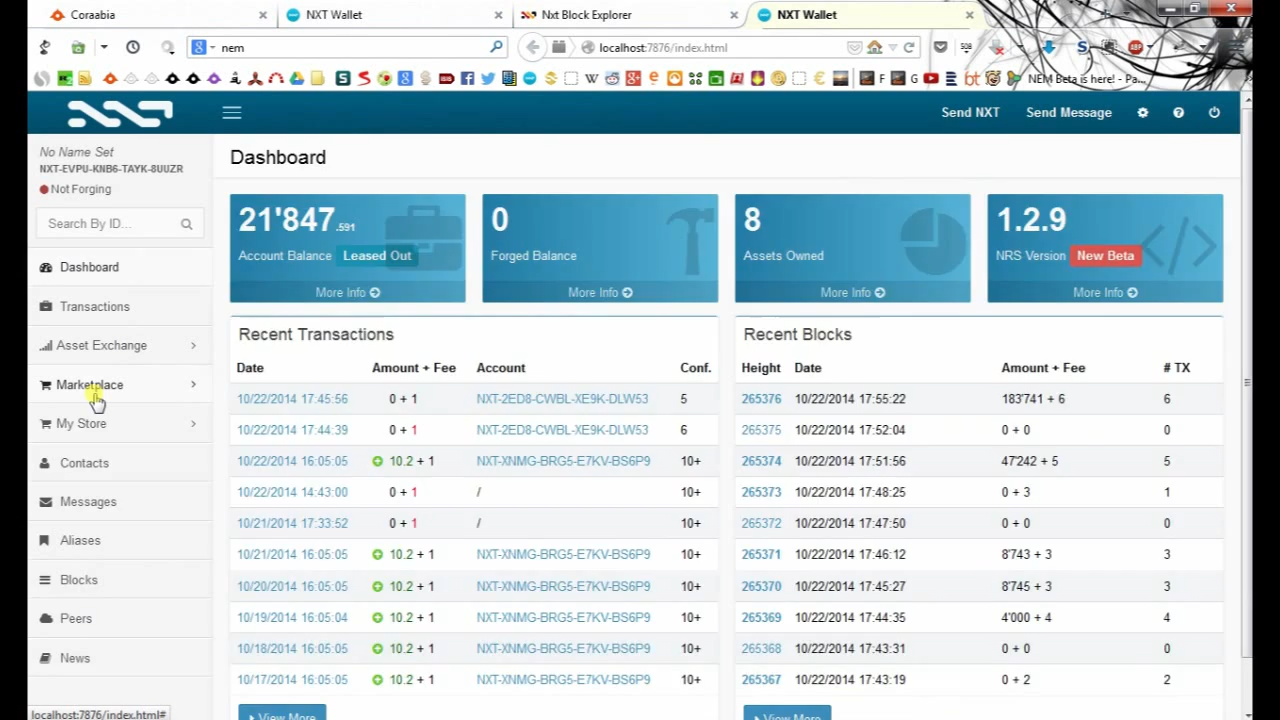 Coraabia
NXT Wallet
Nxt Block Explorer
NXT Wallet
nem
localhost:7876/index.html
NEM Beta is here! - Pa...
Send NXT
Send Message
No Name Set
NXT-EVPU-KNB6-TAYK-8UUZR
Not Forging
Search By ID...
Dashboard
Transactions
Asset Exchange
Marketplace
My Store
Contacts
Messages
Aliases
Blocks
Peers
News
localhost:7876/index.html#
Dashboard
21'847.591
Account Balance Leased Out
More Info
0
Forged Balance
More Info
8
Assets Owned
More Info
1.2.9
NRS Version New Beta
More Info
Recent Transactions
Date Amount + Fee Account Conf.
10/22/2014 17:45:56 0 + 1 NXT-2ED8-CWBL-XE9K-DLW53 5
10/22/2014 17:44:39 0 + 1 NXT-2ED8-CWBL-XE9K-DLW53 6
10/22/2014 16:05:05 10.2 + 1 NXT-XNMG-BRG5-E7KV-BS6P9 10+
10/22/2014 14:43:00 0 + 1 / 10+
10/21/2014 17:33:52 0 + 1 / 10+
10/21/2014 16:05:05 10.2 + 1 NXT-XNMG-BRG5-E7KV-BS6P9 10+
10/20/2014 16:05:05 10.2 + 1 NXT-XNMG-BRG5-E7KV-BS6P9 10+
10/19/2014 16:05:04 10.2 + 1 NXT-XNMG-BRG5-E7KV-BS6P9 10+
10/18/2014 16:05:05 10.2 + 1 NXT-XNMG-BRG5-E7KV-BS6P9 10+
10/17/2014 16:05:05 10.2 + 1 NXT-XNMG-BRG5-E7KV-BS6P9 10+
View More
Recent Blocks
Height Date Amount + Fee # TX
265376 10/22/2014 17:55:22 183'741 + 6 6
265375 10/22/2014 17:52:04 0 + 0 0
265374 10/22/2014 17:51:56 47'242 + 5 5
265373 10/22/2014 17:48:25 0 + 3 1
265372 10/22/2014 17:47:50 0 + 0 0
265371 10/22/2014 17:46:12 8'743 + 3 3
265370 10/22/2014 17:45:27 8'745 + 3 3
265369 10/22/2014 17:44:35 4'000 + 4 4
265368 10/22/2014 17:43:31 0 + 0 0
265367 10/22/2014 17:43:19 0 + 2 2
View More